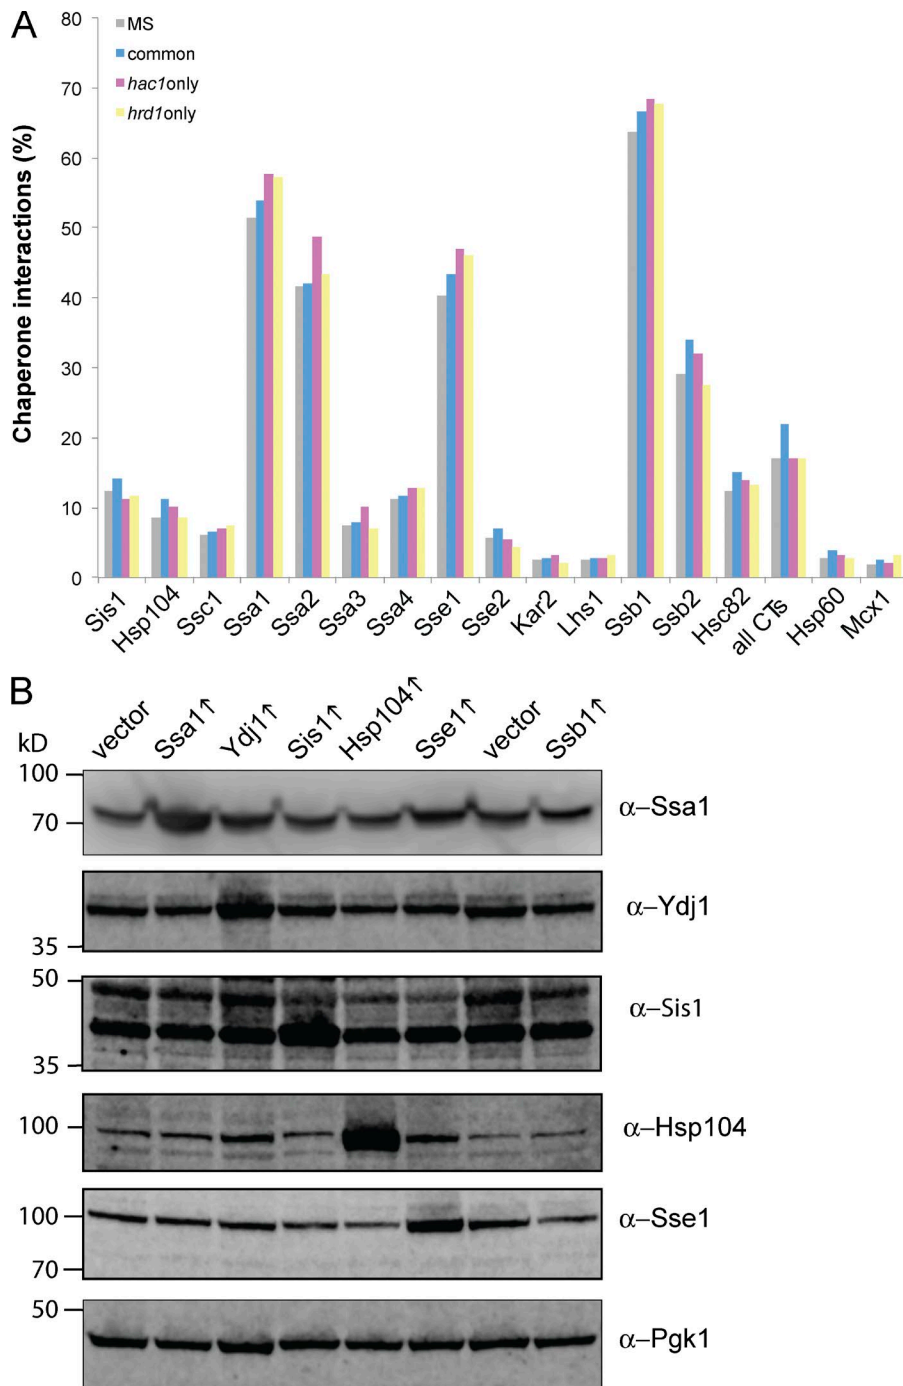 A
80
70
60
50
40
30
20
10
0
Chaperone interactions (%)
MS
common
hac1only
hrd1only
Sis1
Hsp104
Ssc1
Ssa1
Ssa2
Ssa3
Ssa4
Sse1
Sse2
Kar2
Lhs1
Ssb1
Ssb2
Hsc82
all CTs
Hsp60
Mcx1
B
kD
vector
Ssa1↑
Ydj1↑
Sis1↑
Hsp104↑
Sse1↑
vector
Ssb1↑
100
70
α–Ssa1
α–Ydj1
35
50
α–Sis1
35
100
α–Hsp104
100
α–Sse1
70
50
α–Pgk1